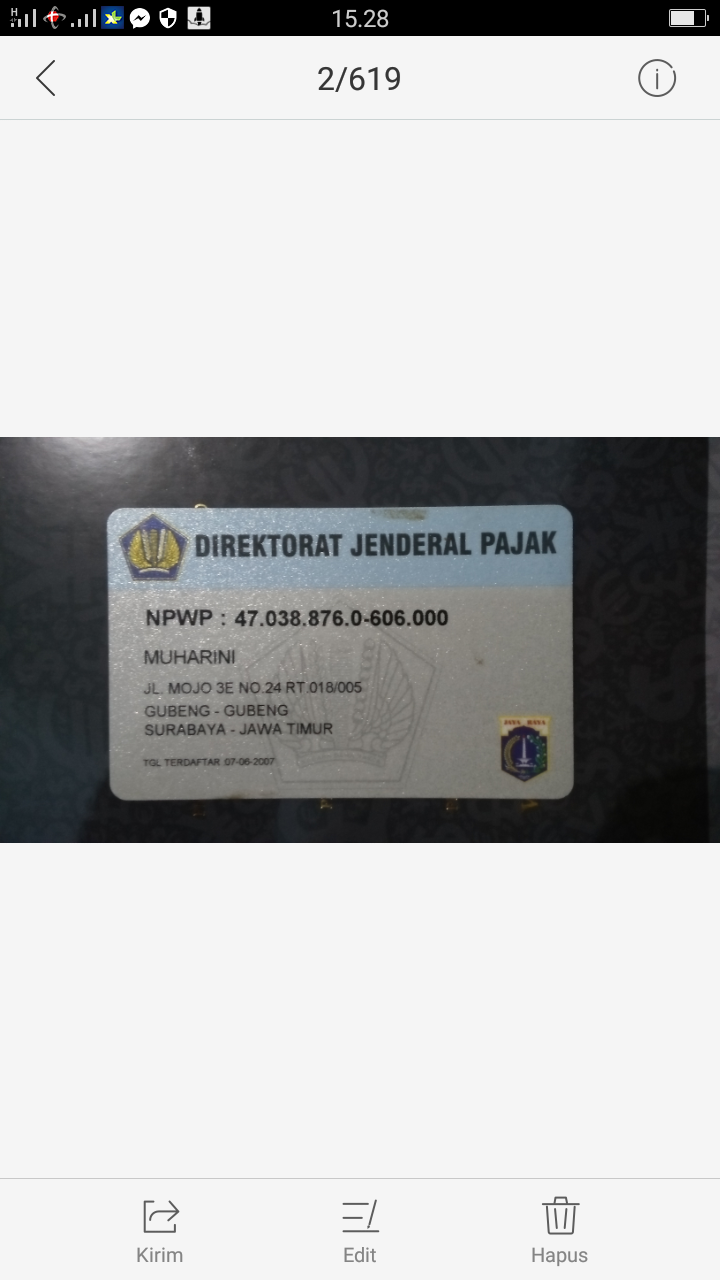 H
15.28
2/619
DIREKTORAT JENDERAL PAJAK
NPWP : 47.038.876.0-606.000
MUHARINI
JL. MOJO 3E NO.24 RT.018/005
GUBENG - GUBENG
SURABAYA - JAWA TIMUR
JAYA RAYA
TGL TERDAFTAR :07-06-2007
Kirim
Edit
Hapus